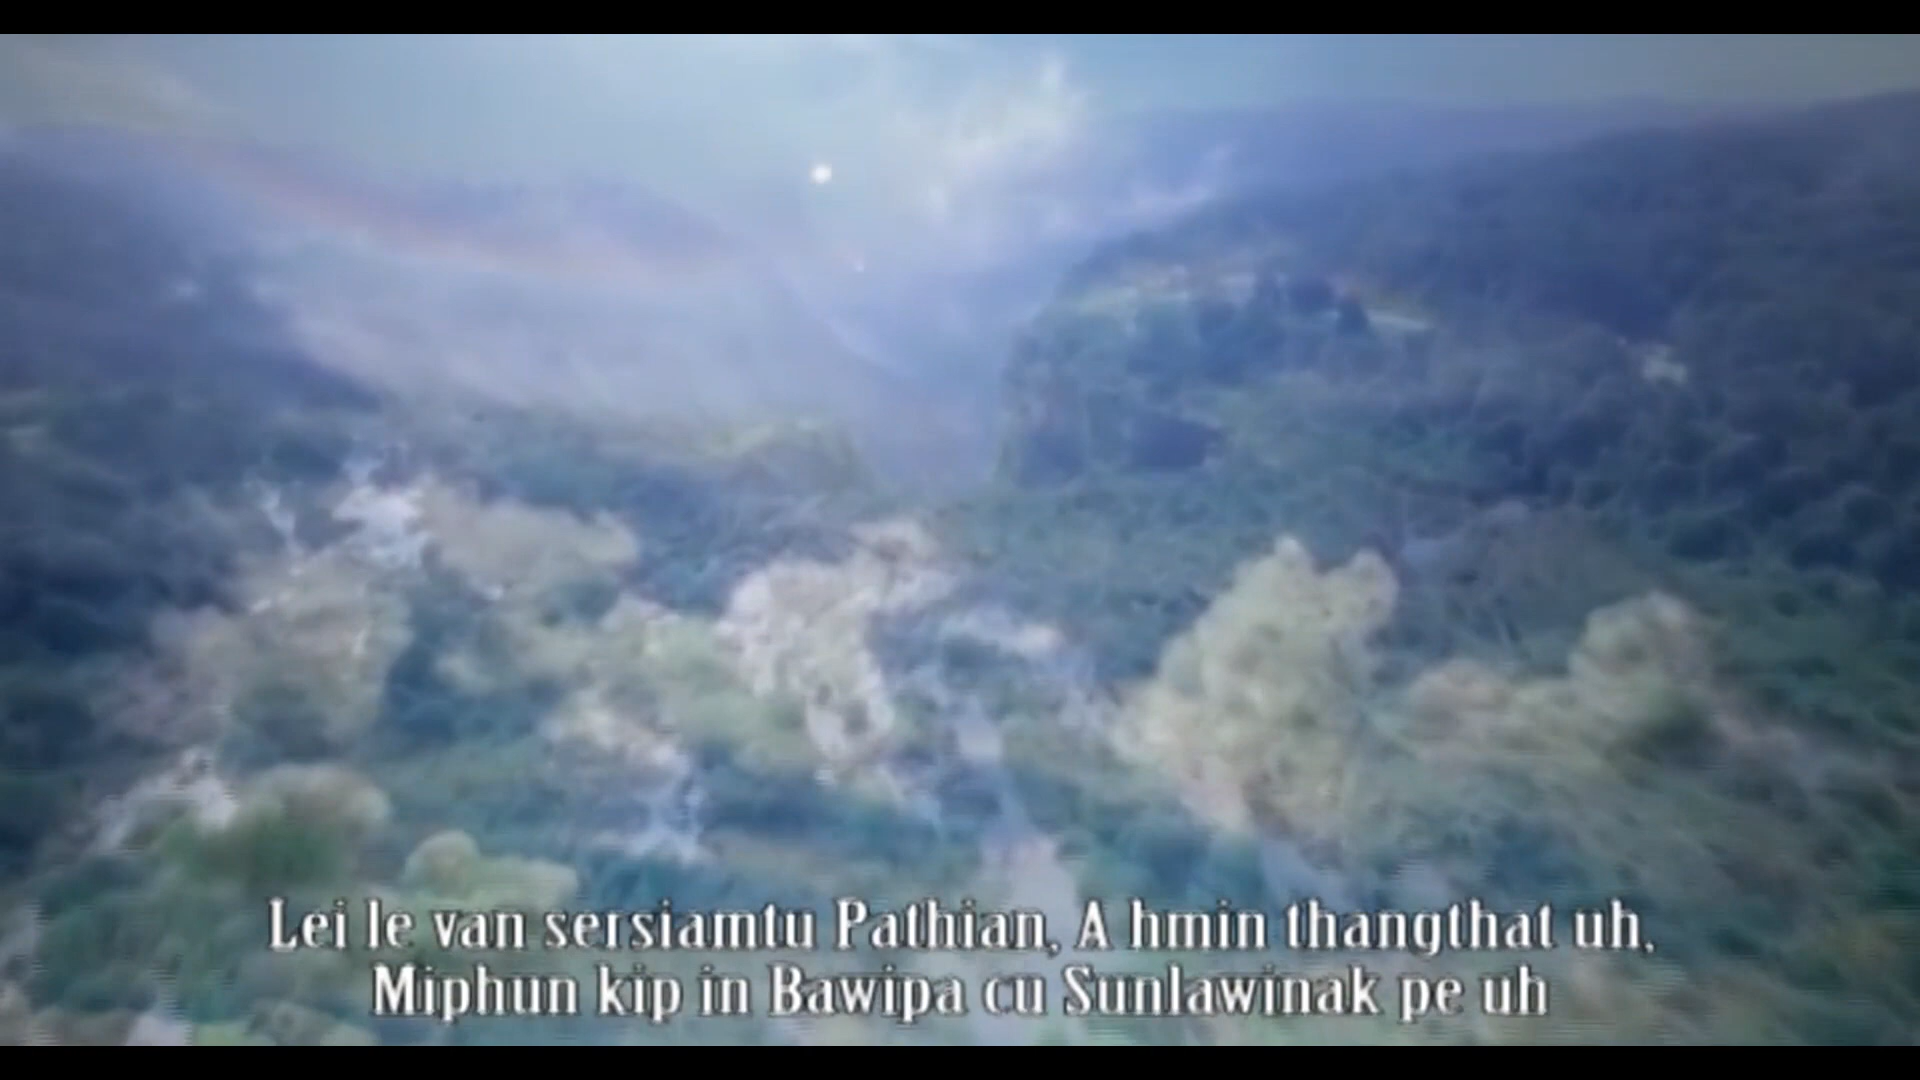 Lei le van sersiamtu Pathian, A hmin thangthat uh,
Miphun kip in Bawipa cu Sunlawinak pe uh